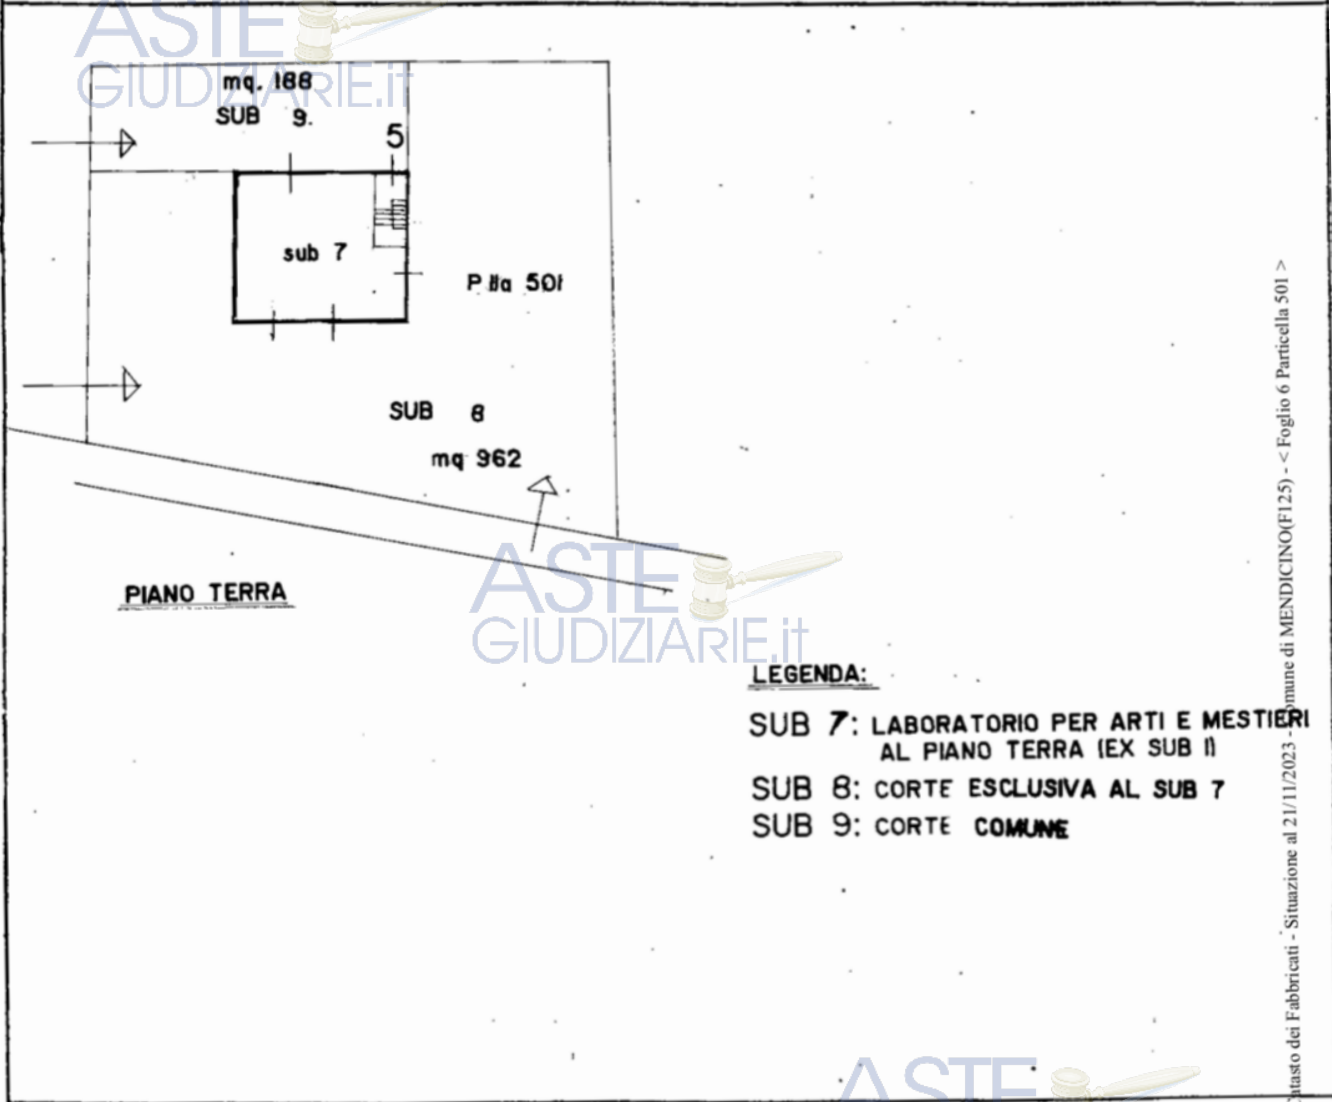 ASTE
GIUDIZIARIE.it
mq. 188
SUB 9.
5
sub 7
P lla 501
SUB 8
mq 962
PIANO TERRA
ASTE
GIUDIZIARIE.it
LEGENDA:
SUB 7: LABORATORIO PER ARTI E MESTIERI
AL PIANO TERRA (EX SUB 1)
SUB 8: CORTE ESCLUSIVA AL SUB 7
SUB 9: CORTE COMUNE
ASTE
Catasto dei Fabbricati - Situazione al 21/11/2023 - Comune di MENDICINO(F125) - < Foglio 6 Particella 501 >